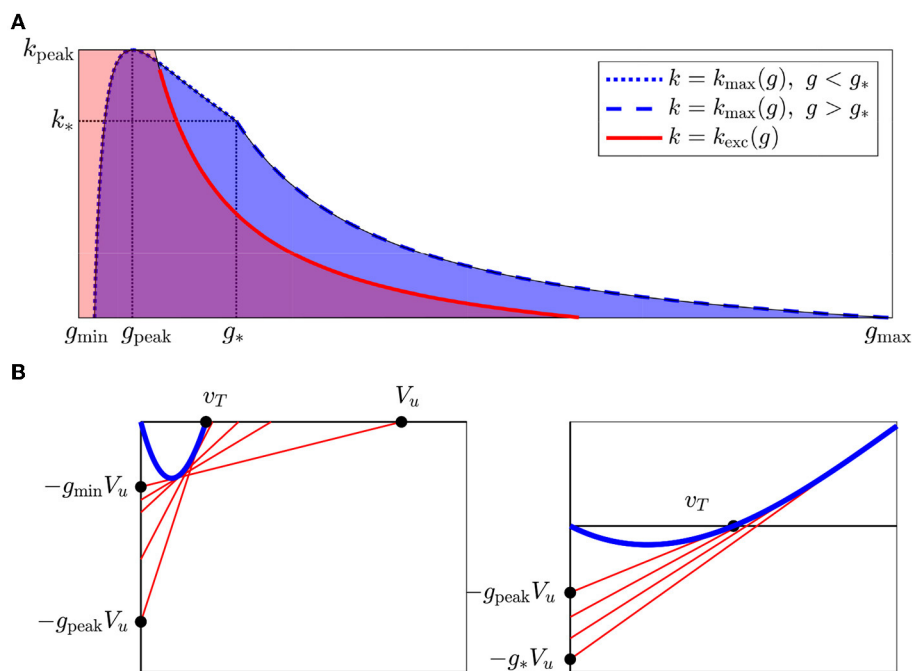 A
k_peak
k_*
g_min g_peak g_* g_max
k = k_max(g), g < g_*
k = k_max(g), g > g_*
k = k_exc(g)
B
v_T V_u
−g_min V_u
−g_peak V_u
v_T
−g_peak V_u
−g_* V_u